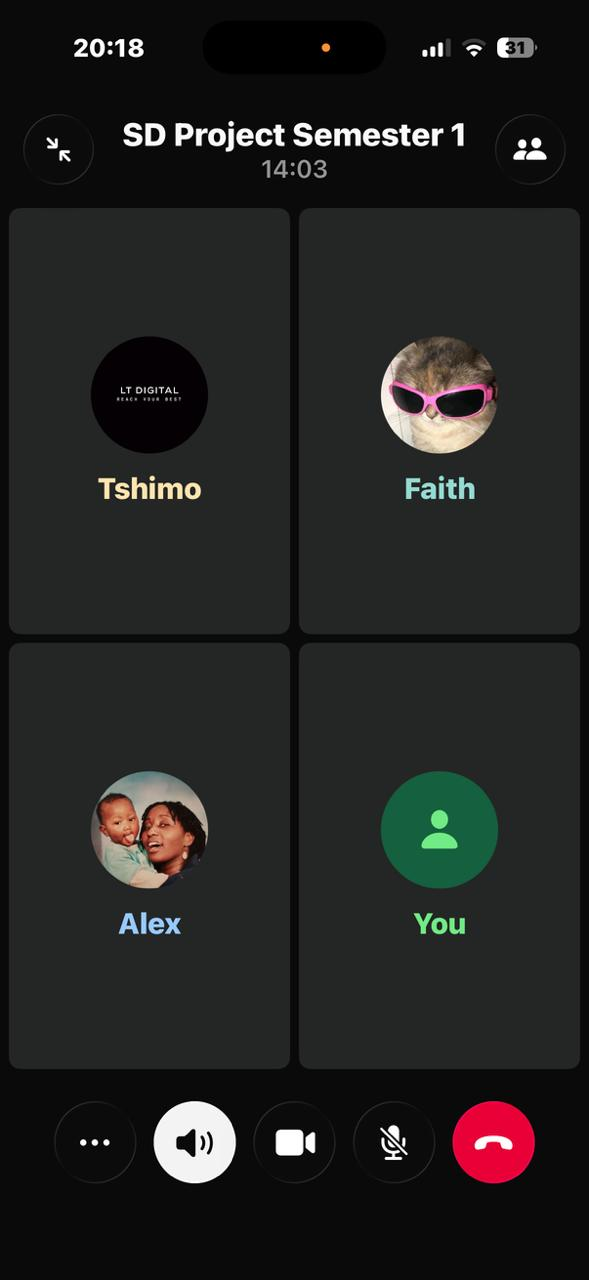 20:18
31
SD Project Semester 1
14:03
LT DIGITAL
REACH YOUR BEST
Tshimo
Faith
Alex
You